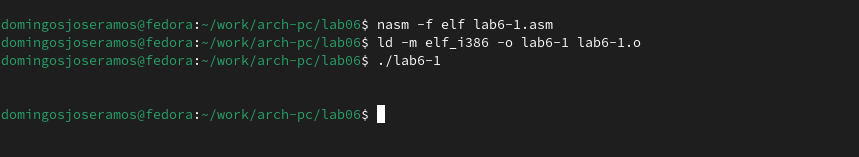 domingosjoseramos@fedora:~/work/arch-pc/lab06$ nasm -f elf lab6-1.asm
domingosjoseramos@fedora:~/work/arch-pc/lab06$ ld -m elf_i386 -o lab6-1 lab6-1.o
domingosjoseramos@fedora:~/work/arch-pc/lab06$ ./lab6-1
domingosjoseramos@fedora:~/work/arch-pc/lab06$